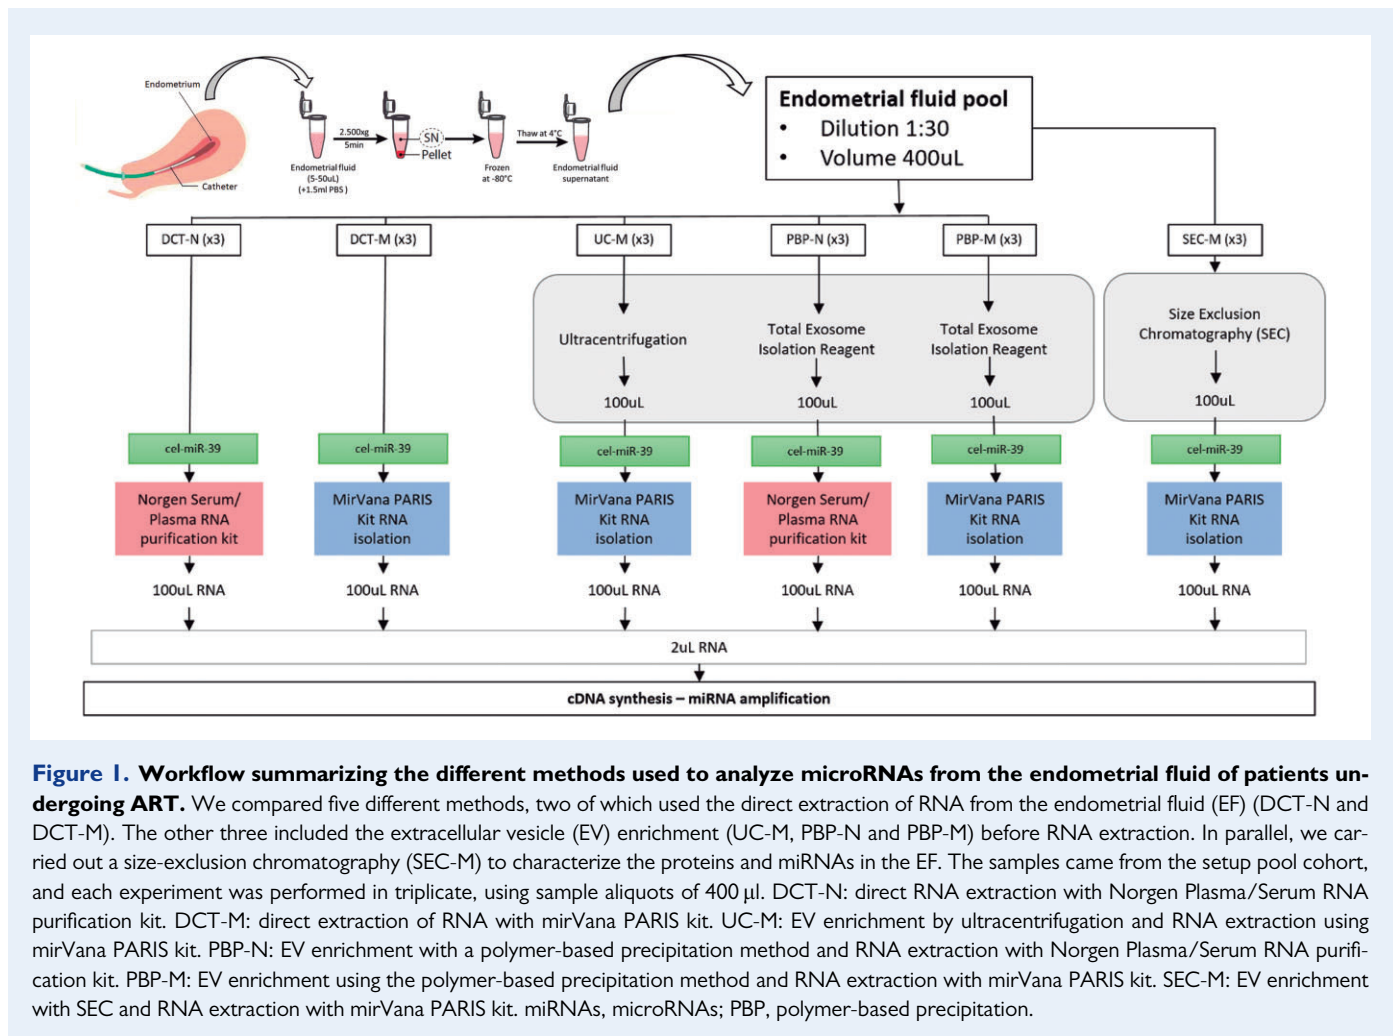 Endometrium
Catheter
Endometrial fluid
(5-50uL)
(+1.5ml PBS )
2.500xg
5min
SN
Pellet
Frozen
at -80°C
Thaw at 4°C
Endometrial fluid
supernatant
Endometrial fluid pool
• Dilution 1:30
• Volume 400uL
DCT-N (x3)
DCT-M (x3)
UC-M (x3)
PBP-N (x3)
PBP-M (x3)
SEC-M (x3)
Ultracentrifugation
100uL
Total Exosome
Isolation Reagent
100uL
Total Exosome
Isolation Reagent
100uL
Size Exclusion
Chromatography (SEC)
100uL
cel-miR-39
cel-miR-39
cel-miR-39
cel-miR-39
cel-miR-39
cel-miR-39
Norgen Serum/
Plasma RNA
purification kit
MirVana PARIS
Kit RNA
isolation
MirVana PARIS
Kit RNA
isolation
Norgen Serum/
Plasma RNA
purification kit
MirVana PARIS
Kit RNA
isolation
MirVana PARIS
Kit RNA
isolation
100uL RNA
100uL RNA
100uL RNA
100uL RNA
100uL RNA
100uL RNA
2uL RNA
cDNA synthesis – miRNA amplification
Figure 1. Workflow summarizing the different methods used to analyze microRNAs from the endometrial fluid of patients un-
dergoing ART. We compared five different methods, two of which used the direct extraction of RNA from the endometrial fluid (EF) (DCT-N and
DCT-M). The other three included the extracellular vesicle (EV) enrichment (UC-M, PBP-N and PBP-M) before RNA extraction. In parallel, we car-
ried out a size-exclusion chromatography (SEC-M) to characterize the proteins and miRNAs in the EF. The samples came from the setup pool cohort,
and each experiment was performed in triplicate, using sample aliquots of 400 μl. DCT-N: direct RNA extraction with Norgen Plasma/Serum RNA
purification kit. DCT-M: direct extraction of RNA with mirVana PARIS kit. UC-M: EV enrichment by ultracentrifugation and RNA extraction using
mirVana PARIS kit. PBP-N: EV enrichment with a polymer-based precipitation method and RNA extraction with Norgen Plasma/Serum RNA purifi-
cation kit. PBP-M: EV enrichment using the polymer-based precipitation method and RNA extraction with mirVana PARIS kit. SEC-M: EV enrichment
with SEC and RNA extraction with mirVana PARIS kit. miRNAs, microRNAs; PBP, polymer-based precipitation.